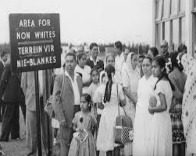 AREA FOR
NON WHITES
TERREIN VIR
NIE-BLANKES